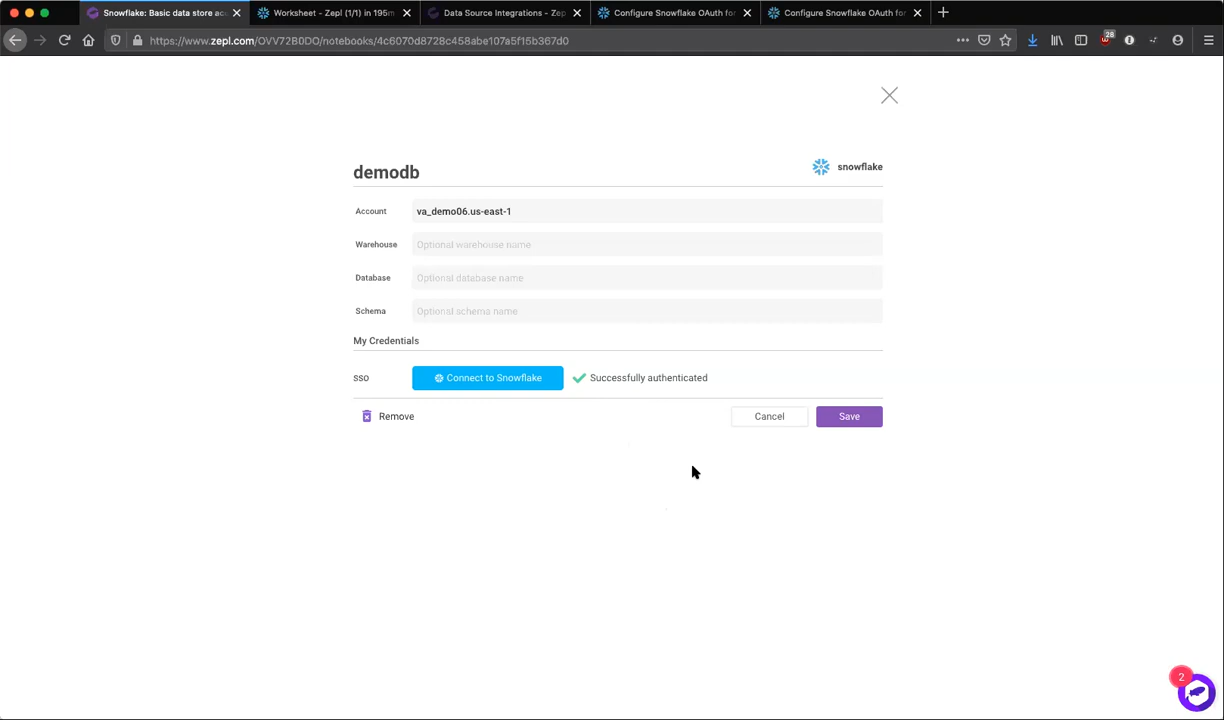 Snowflake: Basic data store ac
Worksheet - Zepl (1/1) in 195m
Data Source Integrations - Zep
Configure Snowflake OAuth for
Configure Snowflake OAuth for
https://www.zepl.com/OVV72B0DO/notebooks/4c6070d8728c458abe107a5f15b367d0
28
demodb
snowflake
Account
va_demo06.us-east-1
Warehouse
Optional warehouse name
Database
Optional database name
Schema
Optional schema name
My Credentials
SSO
Connect to Snowflake
Successfully authenticated
Remove
Cancel
Save
2